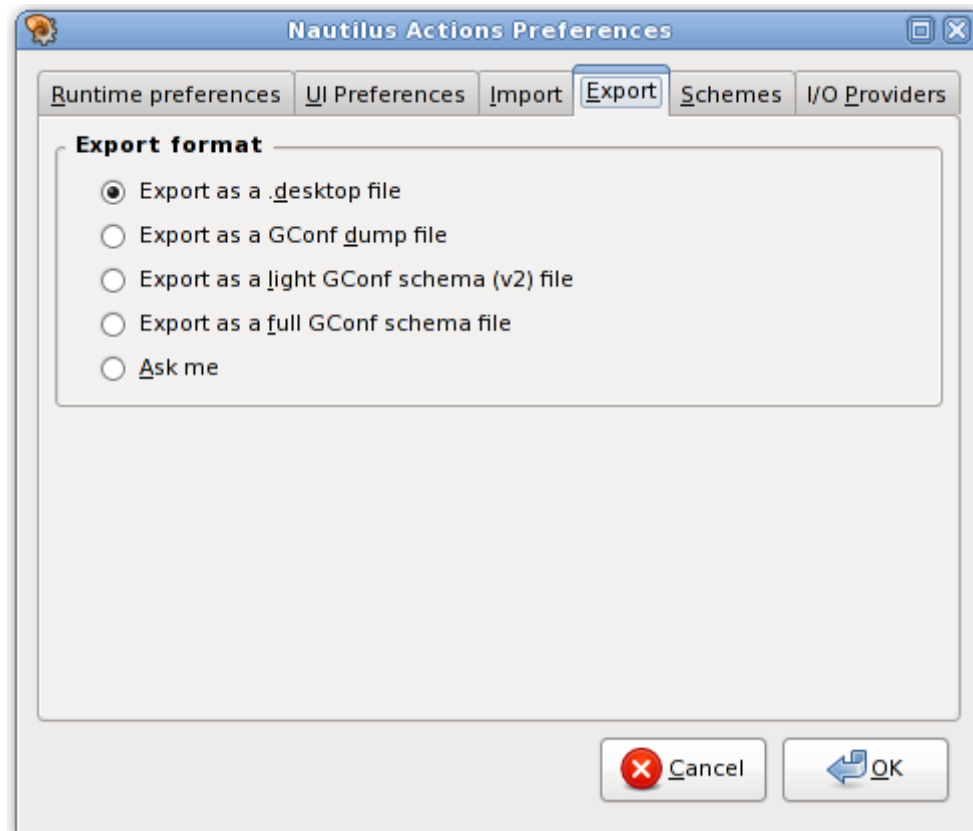 Nautilus Actions Preferences
Runtime preferences UI Preferences Import Export Schemes I/O Providers
Export format
Export as a .desktop file
Export as a GConf dump file
Export as a light GConf schema (v2) file
Export as a full GConf schema file
Ask me
Cancel OK